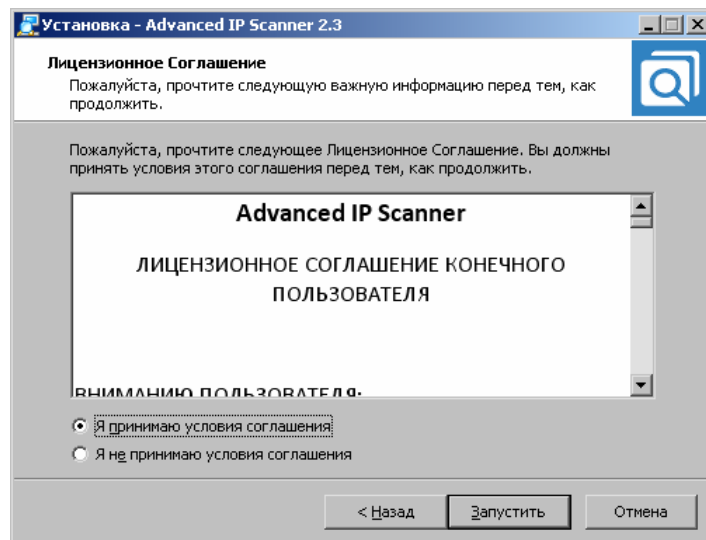 Установка - Advanced IP Scanner 2.3
Лицензионное Соглашение
Пожалуйста, прочтите следующую важную информацию перед тем, как
продолжить.
Пожалуйста, прочтите следующее Лицензионное Соглашение. Вы должны
принять условия этого соглашения перед тем, как продолжить.
Advanced IP Scanner
ЛИЦЕНЗИОННОЕ СОГЛАШЕНИЕ КОНЕЧНОГО
ПОЛЬЗОВАТЕЛЯ
ВНИМАНИЮ ПОЛЬЗОВАТЕЛЯ:
Я принимаю условия соглашения
Я не принимаю условия соглашения
< Назад
Запустить
Отмена